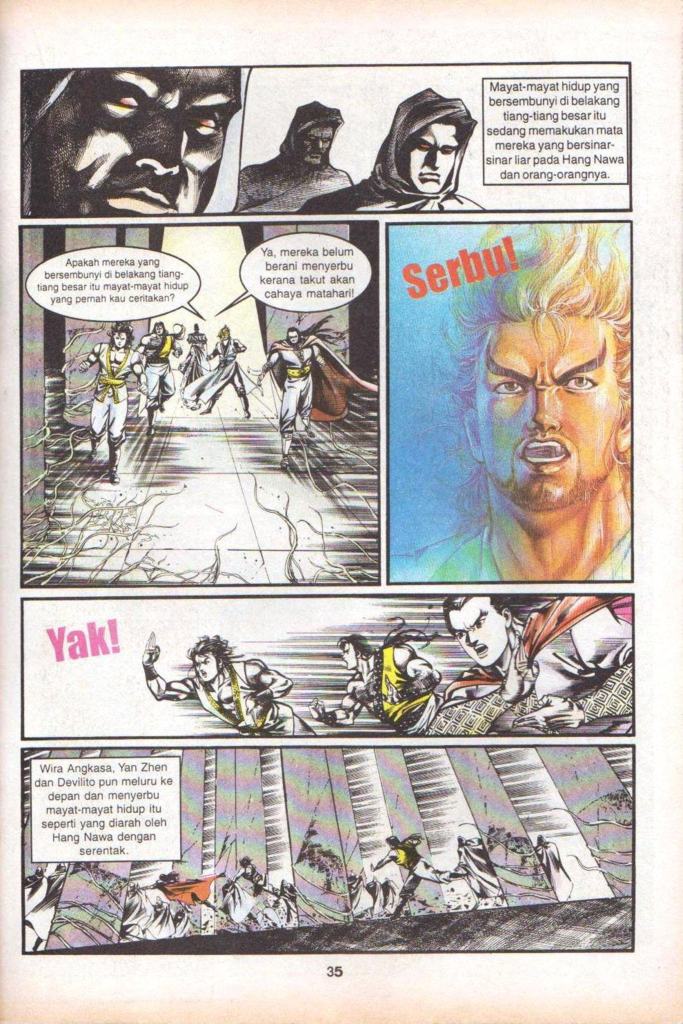 Mayat-mayat hidup yang
bersembunyi di belakang
tiang-tiang besar itu
sedang memakukan mata
mereka yang bersinar-
sinar liar pada Hang Nawa
dan orang-orangnya.
Apakah mereka yang
bersembunyi di belakang tiang-
tiang besar itu mayat-mayat hidup
yang pernah kau ceritakan?
Ya, mereka belum
berani menyerbu
kerana takut akan
cahaya matahari!
Serbu!
Yak!
Wira Angkasa, Yan Zhen
dan Devilito pun meluru ke
depan dan menyerbu
mayat-mayat hidup itu
seperti yang diarah oleh
Hang Nawa dengan
serentak.
35